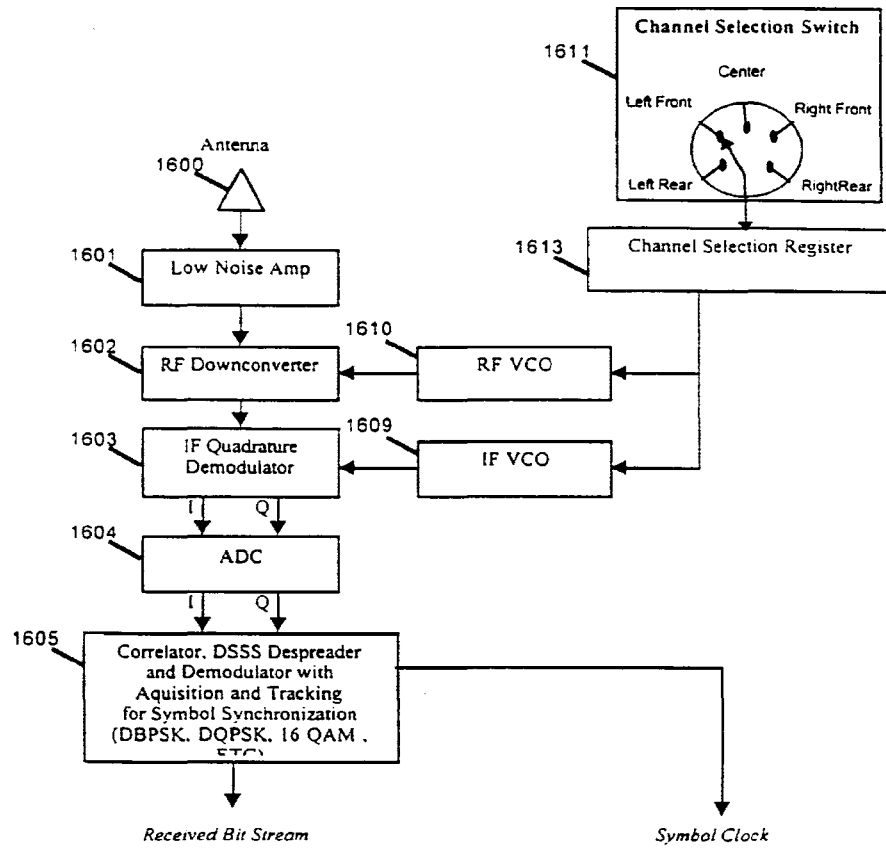 Channel Selection Switch
1611
Center
Left Front
Right Front
Left Rear
RightRear
Antenna
1600
1613
Channel Selection Register
1601
Low Noise Amp
1602
RF Downconverter
1610
RF VCO
1603
IF Quadrature
Demodulator
1609
IF VCO
I Q
1604
ADC
I Q
1605
Correlator, DSSS Despreader
and Demodulator with
Aquisition and Tracking
for Symbol Synchronization
(DBPSK, DQPSK, 16 QAM ,
ETC)
Received Bit Stream
Symbol Clock